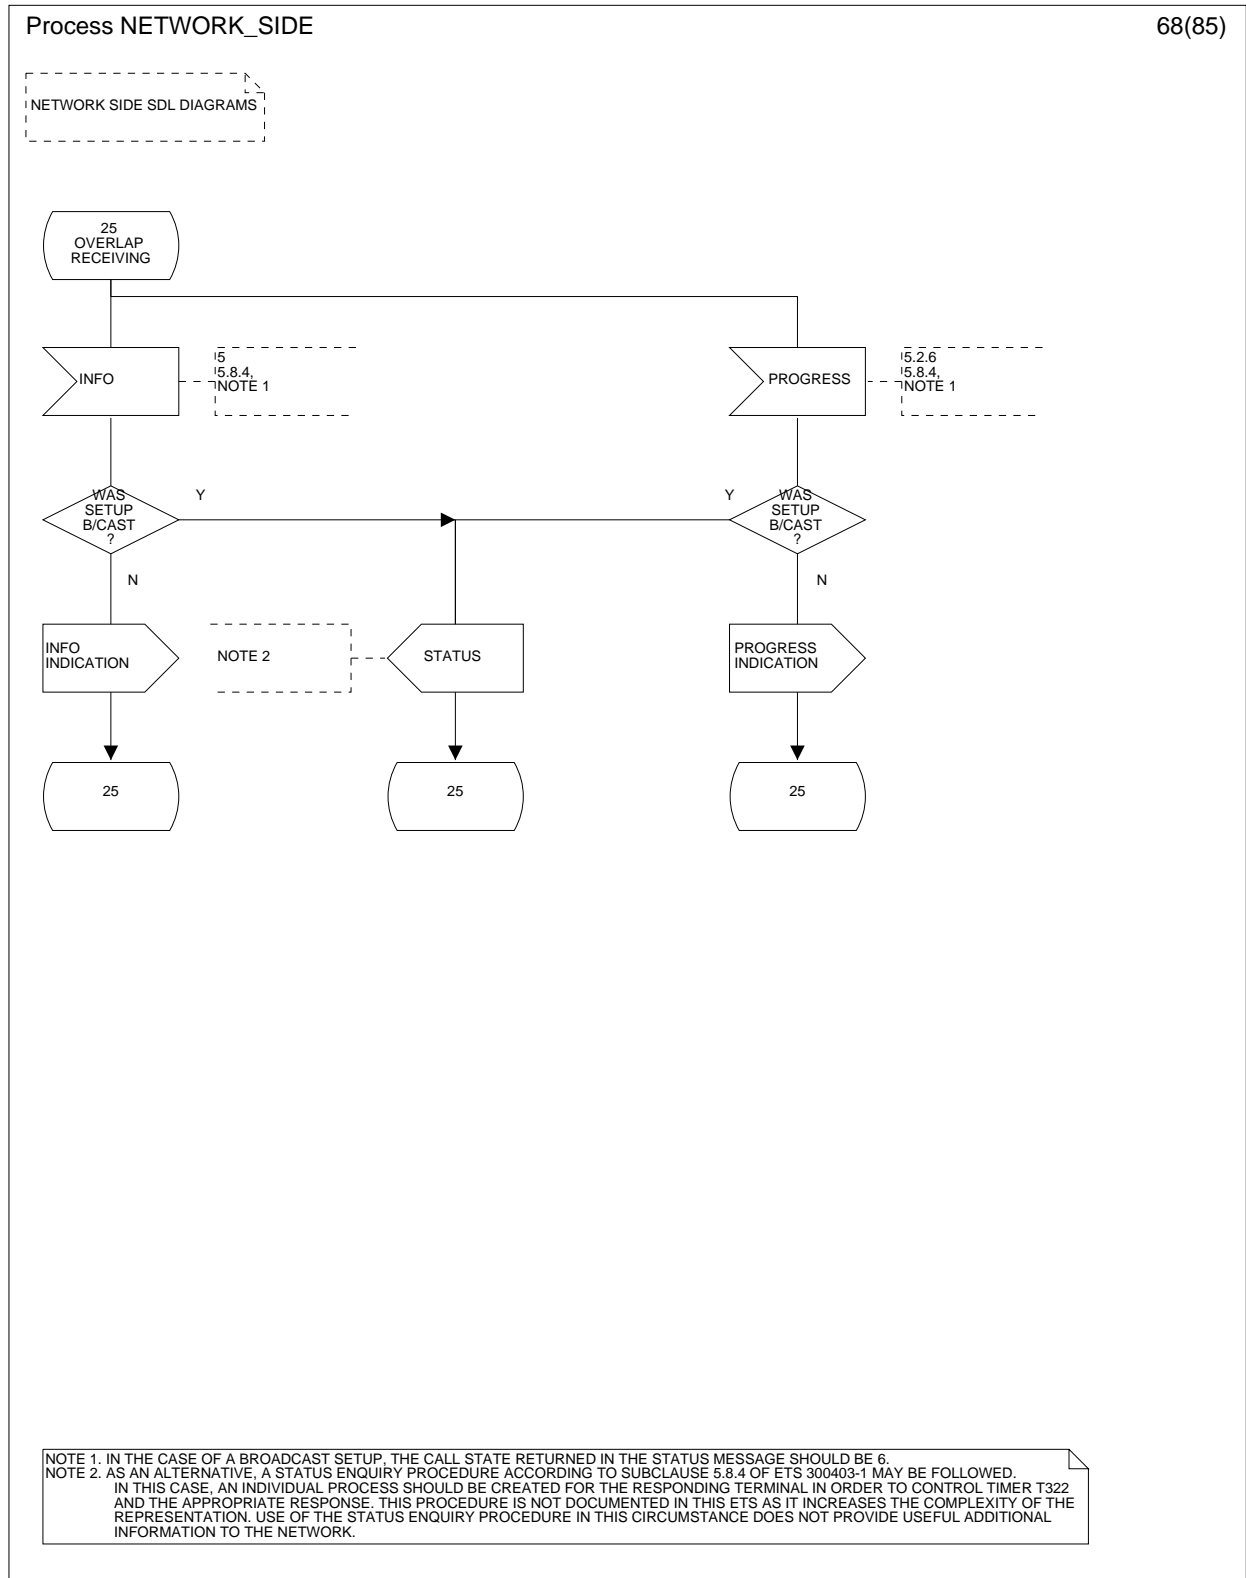 Process NETWORK_SIDE
68(85)
NETWORK SIDE SDL DIAGRAMS
25
OVERLAP
RECEIVING
INFO
5
5.8.4,
NOTE 1
PROGRESS
5.2.6
5.8.4,
NOTE 1
WAS
SETUP
B/CAST
?
Y
Y
WAS
SETUP
B/CAST
?
N
N
INFO
INDICATION
NOTE 2
STATUS
PROGRESS
INDICATION
25
25
25
NOTE 1. IN THE CASE OF A BROADCAST SETUP, THE CALL STATE RETURNED IN THE STATUS MESSAGE SHOULD BE 6.
NOTE 2. AS AN ALTERNATIVE, A STATUS ENQUIRY PROCEDURE ACCORDING TO SUBCLAUSE 5.8.4 OF ETS 300403-1 MAY BE FOLLOWED.
IN THIS CASE, AN INDIVIDUAL PROCESS SHOULD BE CREATED FOR THE RESPONDING TERMINAL IN ORDER TO CONTROL TIMER T322
AND THE APPROPRIATE RESPONSE. THIS PROCEDURE IS NOT DOCUMENTED IN THIS ETS AS IT INCREASES THE COMPLEXITY OF THE
REPRESENTATION. USE OF THE STATUS ENQUIRY PROCEDURE IN THIS CIRCUMSTANCE DOES NOT PROVIDE USEFUL ADDITIONAL
INFORMATION TO THE NETWORK.